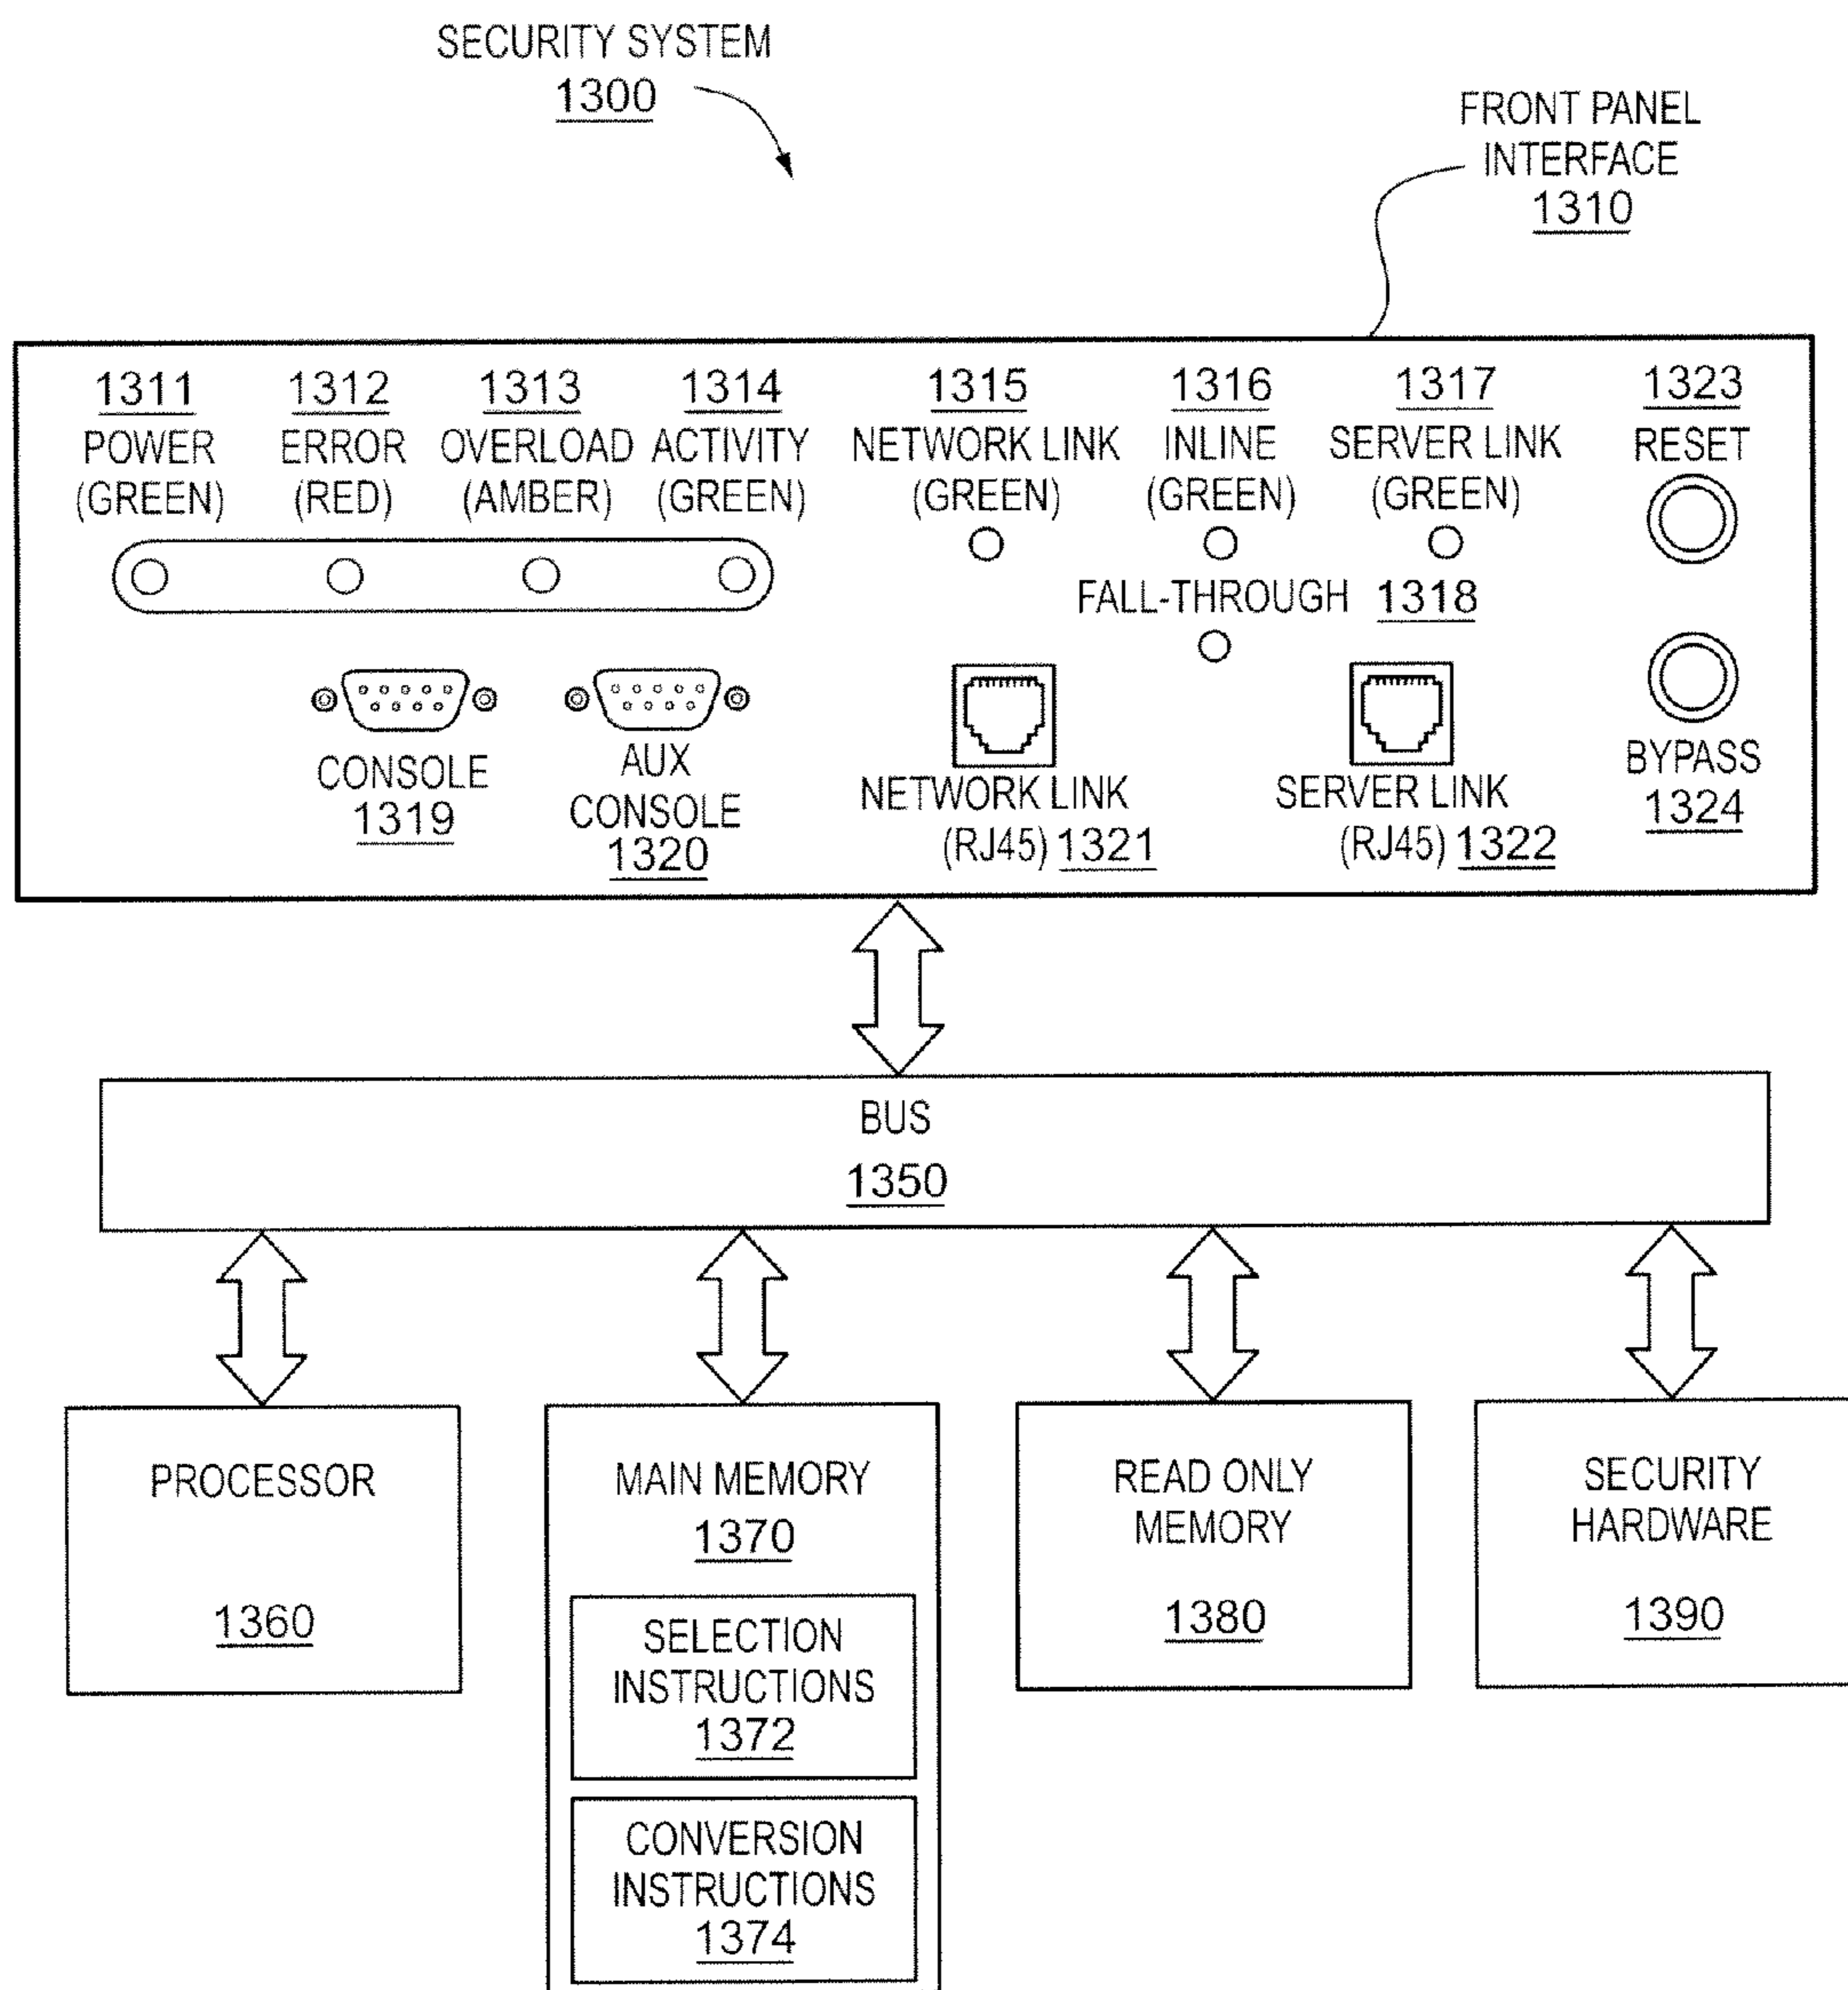 SECURITY SYSTEM
1300
FRONT PANEL
INTERFACE
1310
1311 1312 1313 1314 1315 1316 1317 1323
POWER ERROR OVERLOAD ACTIVITY NETWORK LINK INLINE SERVER LINK RESET
(GREEN) (RED) (AMBER) (GREEN) (GREEN) (GREEN) (GREEN)
FALL-THROUGH 1318
CONSOLE
1319
AUX
CONSOLE
1320
NETWORK LINK
(RJ45) 1321
SERVER LINK
(RJ45) 1322
BYPASS
1324
BUS
1350
PROCESSOR
1360
MAIN MEMORY
1370
SELECTION
INSTRUCTIONS
1372
CONVERSION
INSTRUCTIONS
1374
READ ONLY
MEMORY
1380
SECURITY
HARDWARE
1390